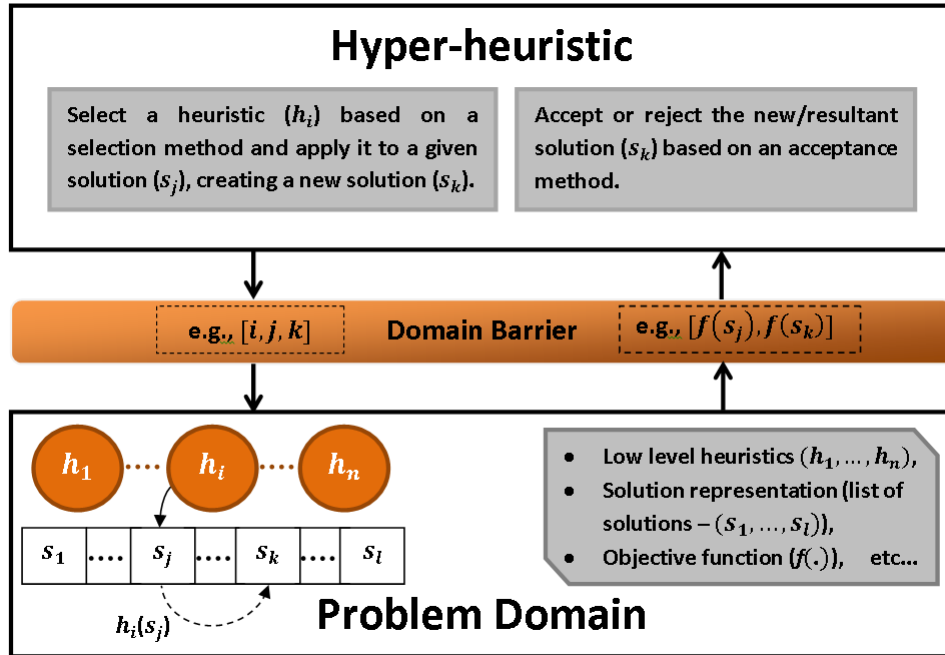 Hyper-heuristic
Select a heuristic (hᵢ) based on a
selection method and apply it to a given
solution (sⱼ), creating a new solution (sₖ).
Accept or reject the new/resultant
solution (sₖ) based on an acceptance
method.
e.g., [i, j, k]
Domain Barrier
e.g., [f(sⱼ), f(sₖ)]
h₁ ..... hᵢ ..... hₙ
s₁ .... sⱼ .... sₖ .... sₗ
hᵢ(sⱼ)
• Low level heuristics (h₁, ..., hₙ),
• Solution representation (list of
solutions – (s₁, ..., sₗ)),
• Objective function (f(.)), etc...
Problem Domain